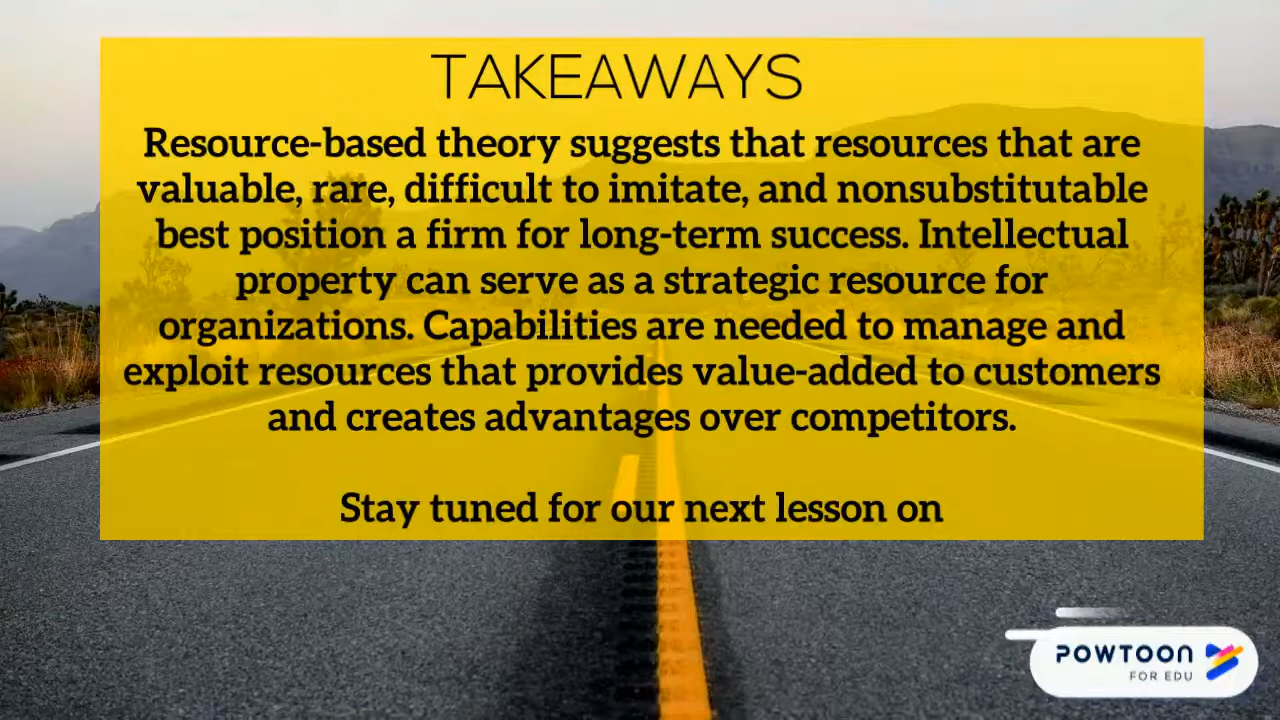 TAKEAWAYS
Resource-based theory suggests that resources that are
valuable, rare, difficult to imitate, and nonsubstitutable
best position a firm for long-term success. Intellectual
property can serve as a strategic resource for
organizations. Capabilities are needed to manage and
exploit resources that provides value-added to customers
and creates advantages over competitors.
Stay tuned for our next lesson on
POWTOON
FOR EDU